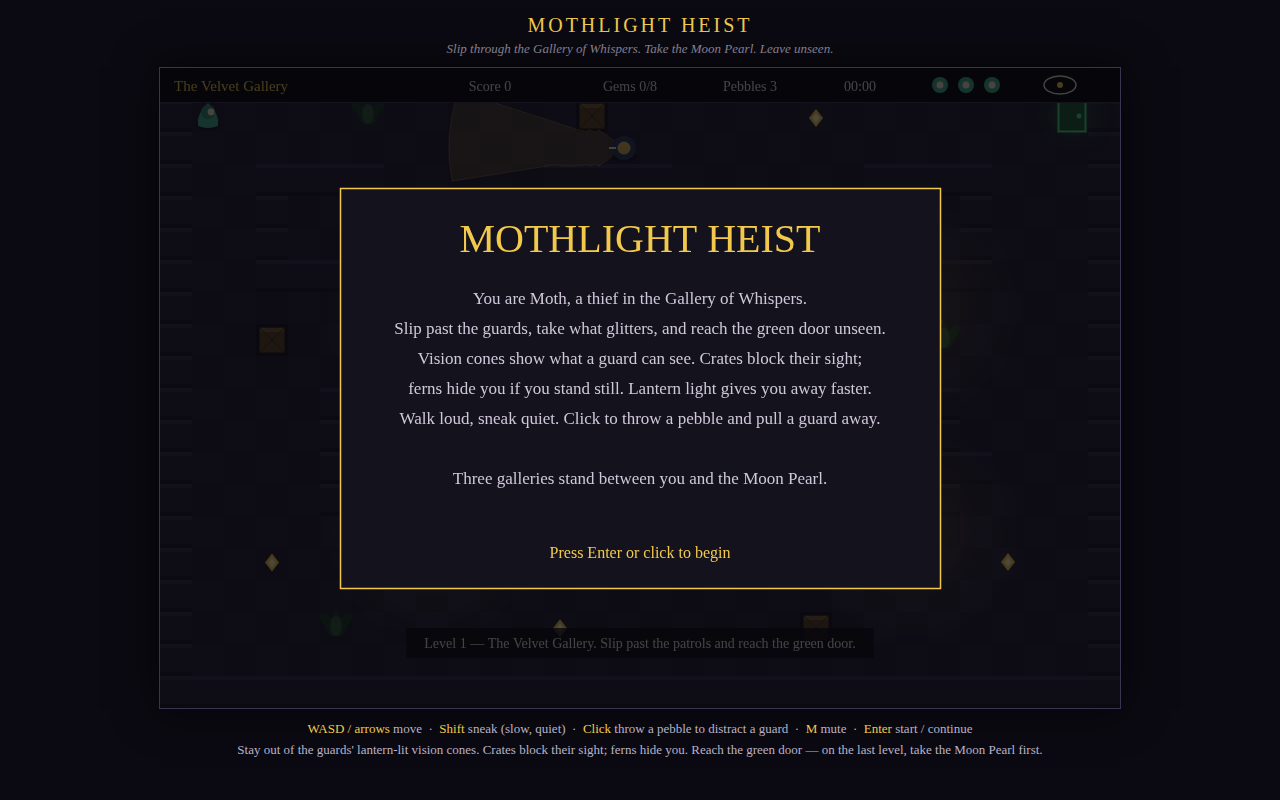 MOTHLIGHT HEIST
Slip through the Gallery of Whispers. Take the Moon Pearl. Leave unseen.
The Velvet Gallery Score 0 Gems 0/8 Pebbles 3 00:00
MOTHLIGHT HEIST
You are Moth, a thief in the Gallery of Whispers.
Slip past the guards, take what glitters, and reach the green door unseen.
Vision cones show what a guard can see. Crates block their sight;
ferns hide you if you stand still. Lantern light gives you away faster.
Walk loud, sneak quiet. Click to throw a pebble and pull a guard away.
Three galleries stand between you and the Moon Pearl.
Press Enter or click to begin
Level 1 — The Velvet Gallery. Slip past the patrols and reach the green door.
WASD / arrows move · Shift sneak (slow, quiet) · Click throw a pebble to distract a guard · M mute · Enter start / continue
Stay out of the guards' lantern-lit vision cones. Crates block their sight; ferns hide you. Reach the green door — on the last level, take the Moon Pearl first.